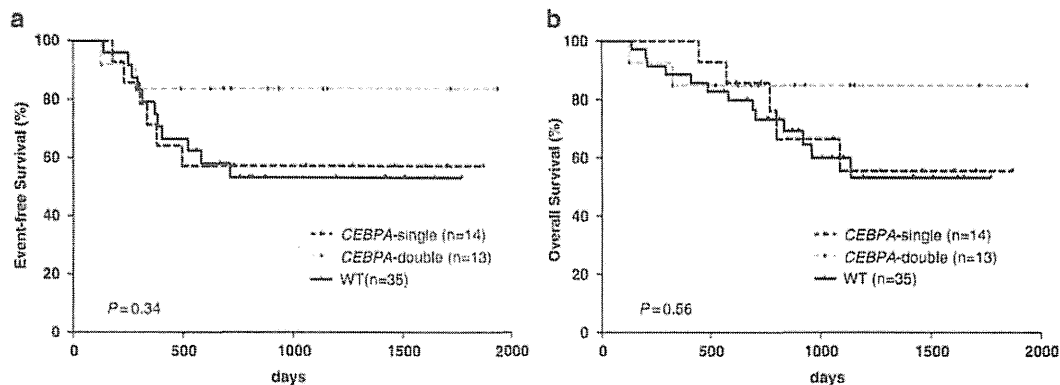 a
Event-free Survival (%)
100
80
60
40
20
0
CEBPA-single (n=14)
CEBPA-double (n=13)
WT(n=35)
P=0.34
0 500 1000 1500 2000
days
b
Overall Survival (%)
100
80
60
40
20
0
CEBPA-single (n=14)
CEBPA-double (n=13)
WT (n=35)
P=0.56
0 500 1000 1500 2000
days